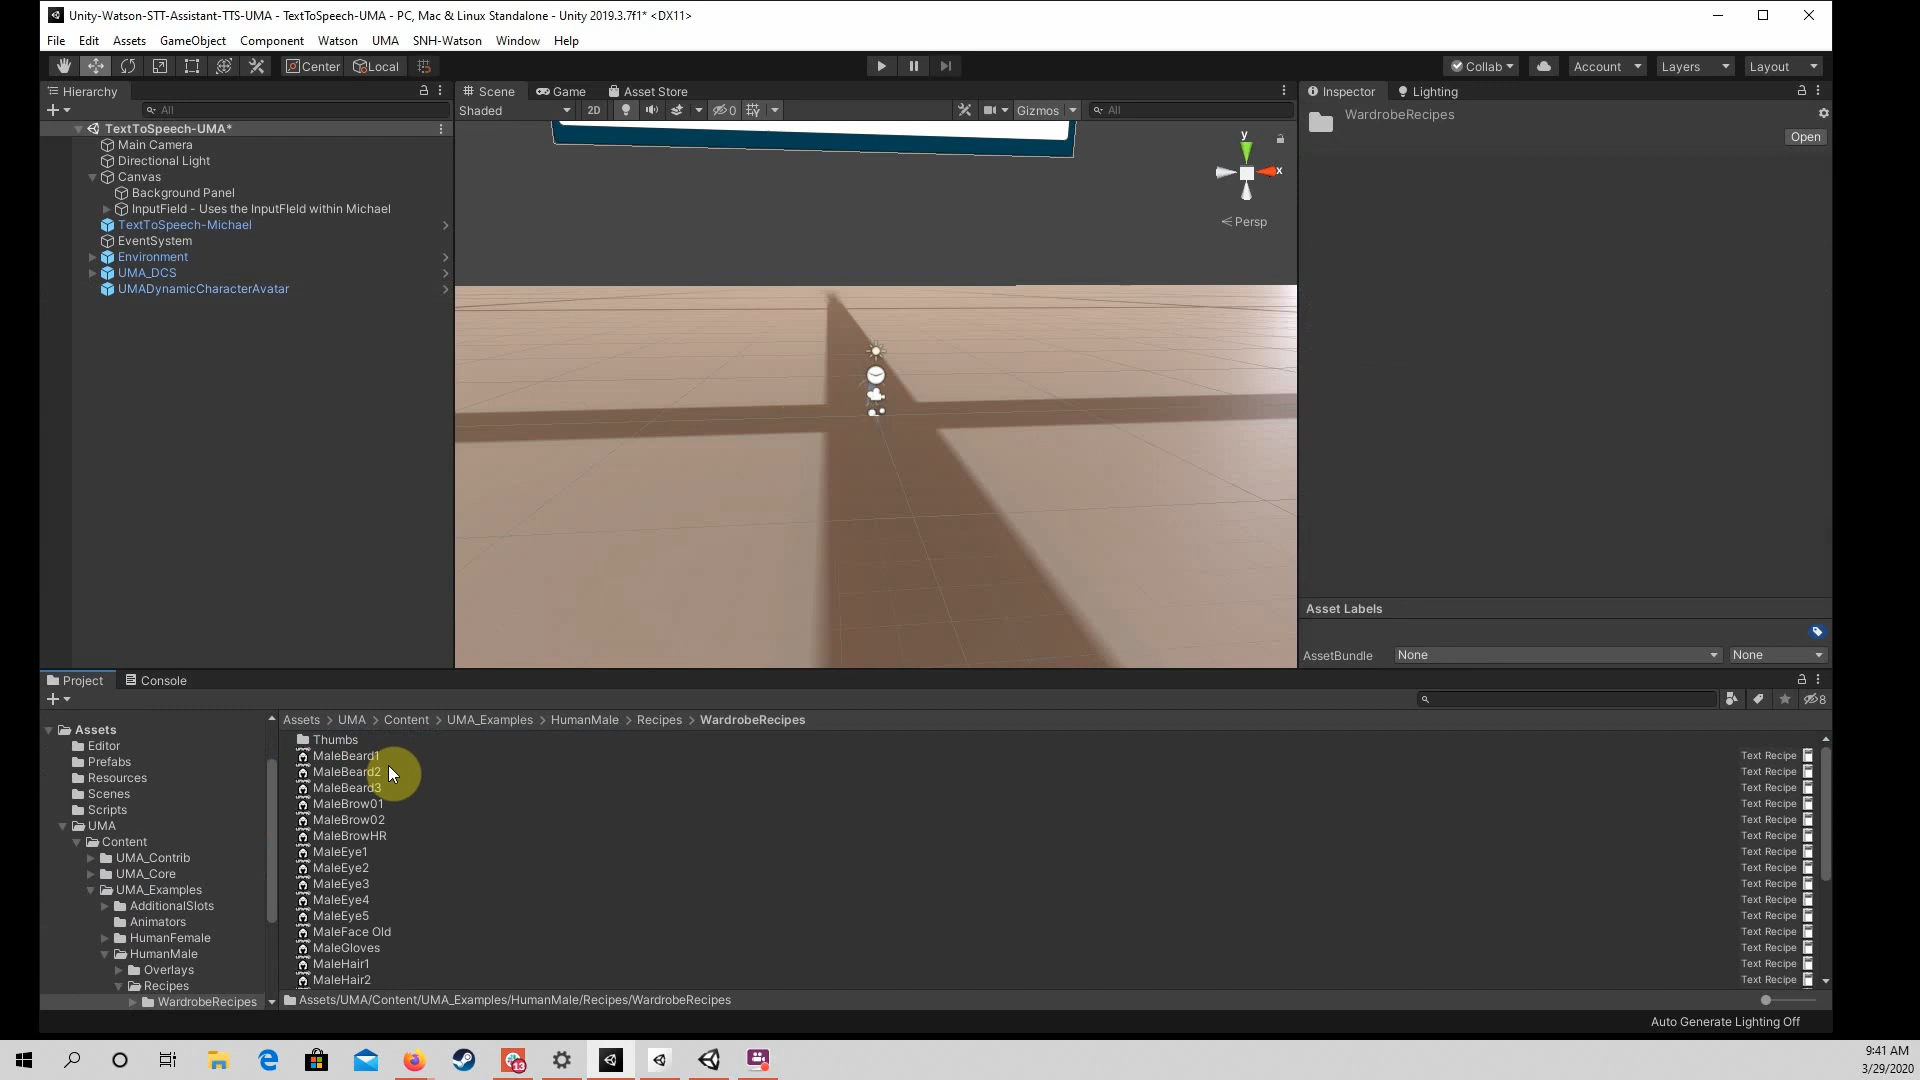 Unity-Watson-STT-Assistant-TTS-UMA - TextToSpeech-UMA - PC, Mac & Linux Standalone - Unity 2019.3.7f1* <DX11>
File Edit Assets GameObject Component Watson UMA SNH-Watson Window Help
Center Local Collab Account Layers Layout
Hierarchy
All
TextToSpeech-UMA*
Main Camera
Directional Light
Canvas
Background Panel
InputField - Uses the InputFIeld within Michael
TextToSpeech-Michael
EventSystem
Environment
UMA_DCS
UMADynamicCharacterAvatar
Scene Game Asset Store
Shaded 2D 0 Gizmos All
y
x
Persp
Inspector Lighting
WardrobeRecipes
Open
Asset Labels
AssetBundle None None
Project Console
8
Assets
Editor
Prefabs
Resources
Scenes
Scripts
UMA
Content
UMA_Contrib
UMA_Core
UMA_Examples
AdditionalSlots
Animators
HumanFemale
HumanMale
Overlays
Recipes
WardrobeRecipes
Assets > UMA > Content > UMA_Examples > HumanMale > Recipes > WardrobeRecipes
Thumbs
MaleBeard1 Text Recipe
MaleBeard2 Text Recipe
MaleBeard3 Text Recipe
MaleBrow01 Text Recipe
MaleBrow02 Text Recipe
MaleBrowHR Text Recipe
MaleEye1 Text Recipe
MaleEye2 Text Recipe
MaleEye3 Text Recipe
MaleEye4 Text Recipe
MaleEye5 Text Recipe
MaleFace Old Text Recipe
MaleGloves Text Recipe
MaleHair1 Text Recipe
MaleHair2 Text Recipe
Assets/UMA/Content/UMA_Examples/HumanMale/Recipes/WardrobeRecipes
Auto Generate Lighting Off
13
9:41 AM
3/29/2020